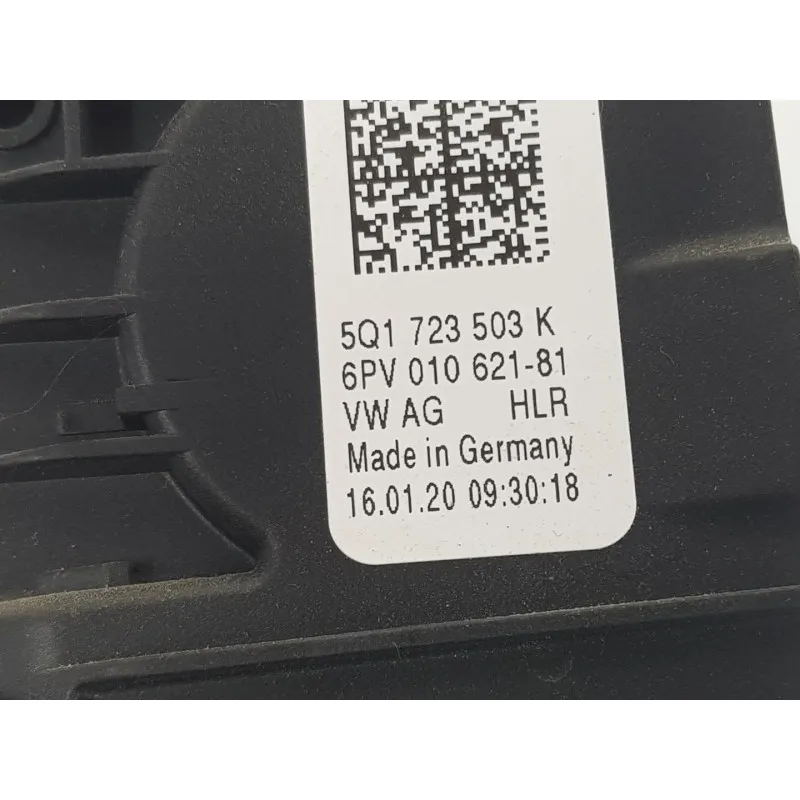 5Q1 723 503 K
6PV 010 621-81
VW AG HLR
Made in Germany
16.01.20 09:30:18